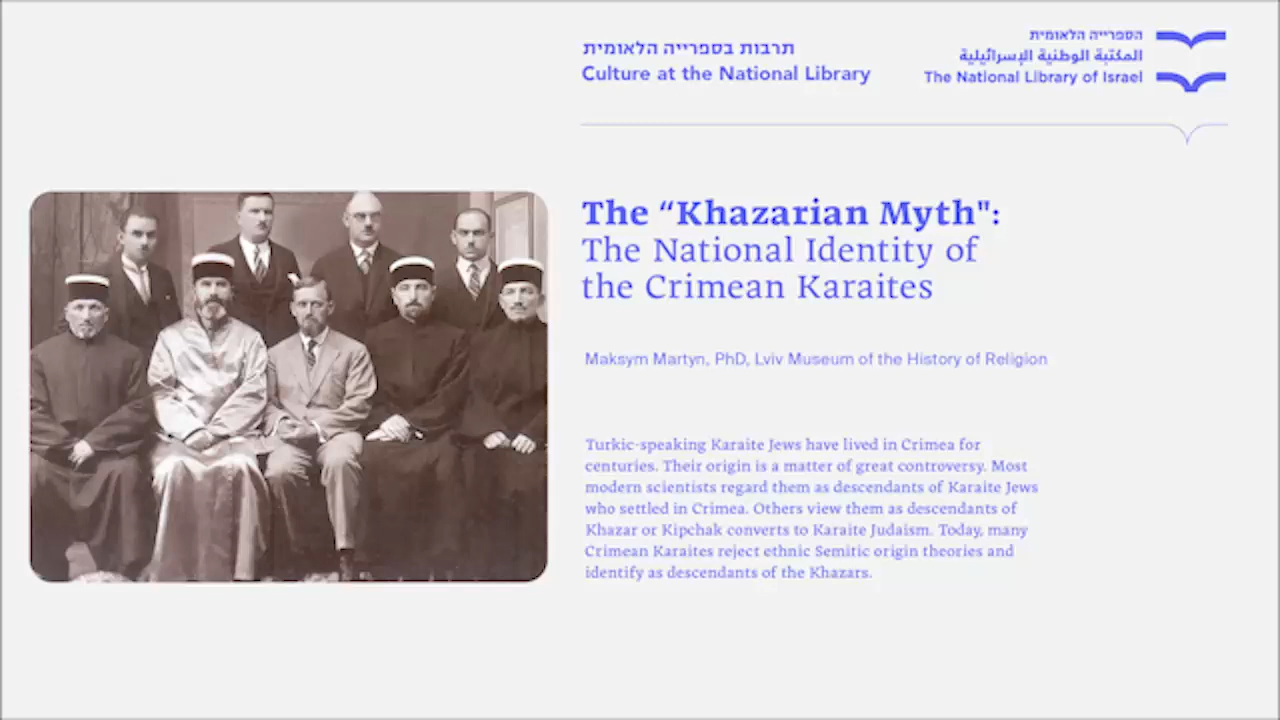 תרבות בספרייה הלאומית
Culture at the National Library
הספרייה הלאומית
المكتبة الوطنية الإسرائيلية
The National Library of Israel
The “Khazarian Myth":
The National Identity of
the Crimean Karaites
Maksym Martyn, PhD, Lviv Museum of the History of Religion
Turkic-speaking Karaite Jews have lived in Crimea for
centuries. Their origin is a matter of great controversy. Most
modern scientists regard them as descendants of Karaite Jews
who settled in Crimea. Others view them as descendants of
Khazar or Kipchak converts to Karaite Judaism. Today, many
Crimean Karaites reject ethnic Semitic origin theories and
identify as descendants of the Khazars.